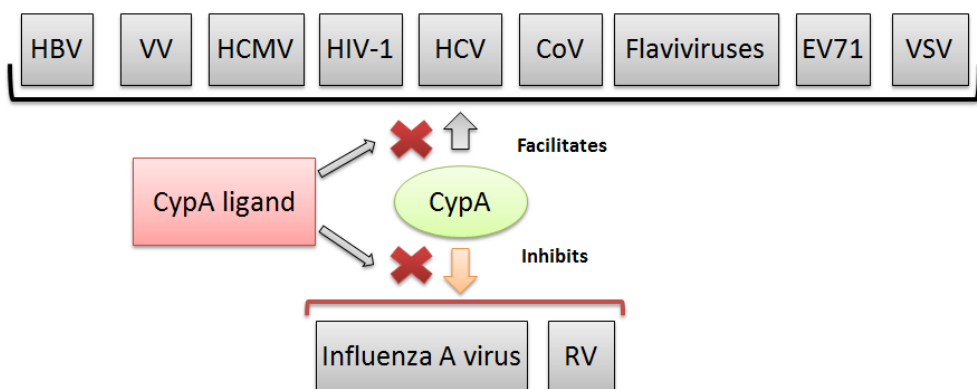 HBV VV HCMV HIV-1 HCV CoV Flaviviruses EV71 VSV
Facilitates
CypA ligand CypA
Inhibits
Influenza A virus RV